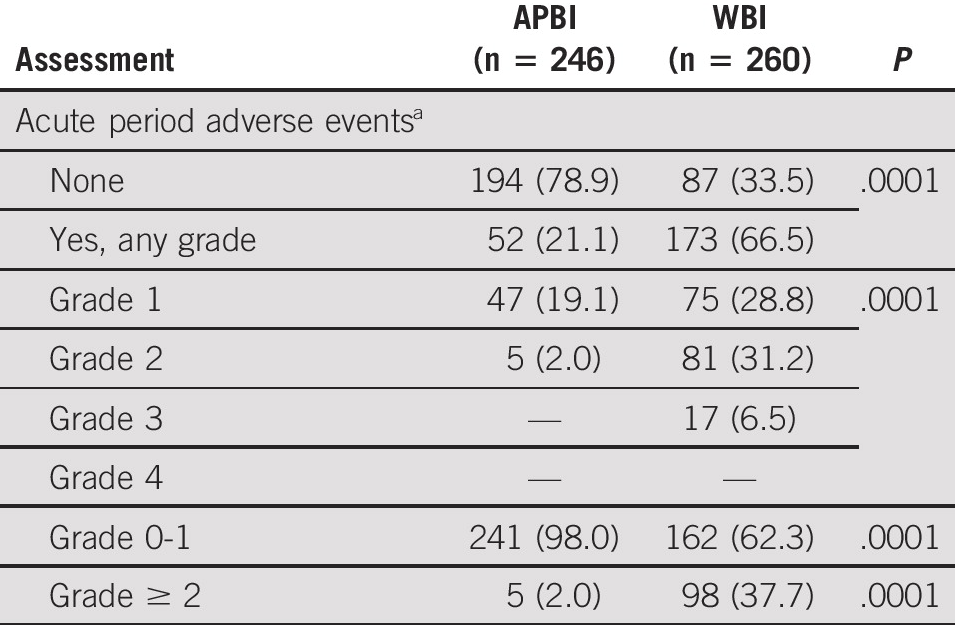 APBI WBI
Assessment (n = 246) (n = 260) P
Acute period adverse eventsᵃ
None 194 (78.9) 87 (33.5) .0001
Yes, any grade 52 (21.1) 173 (66.5)
Grade 1 47 (19.1) 75 (28.8) .0001
Grade 2 5 (2.0) 81 (31.2)
Grade 3 — 17 (6.5)
Grade 4 — —
Grade 0-1 241 (98.0) 162 (62.3) .0001
Grade ≥ 2 5 (2.0) 98 (37.7) .0001